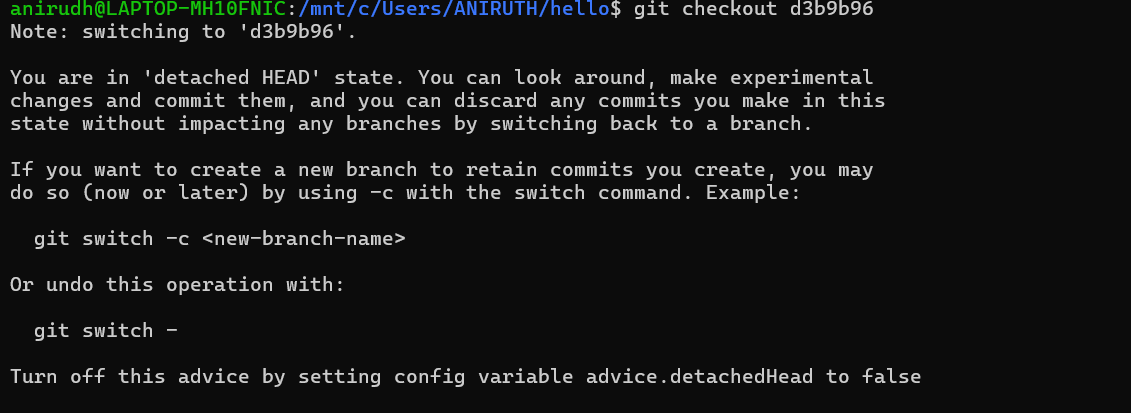 anirudh@LAPTOP-MH10FNIC:/mnt/c/Users/ANIRUTH/hello$ git checkout d3b9b96
Note: switching to 'd3b9b96'.
You are in 'detached HEAD' state. You can look around, make experimental
changes and commit them, and you can discard any commits you make in this
state without impacting any branches by switching back to a branch.
If you want to create a new branch to retain commits you create, you may
do so (now or later) by using -c with the switch command. Example:
git switch -c <new-branch-name>
Or undo this operation with:
git switch -
Turn off this advice by setting config variable advice.detachedHead to false